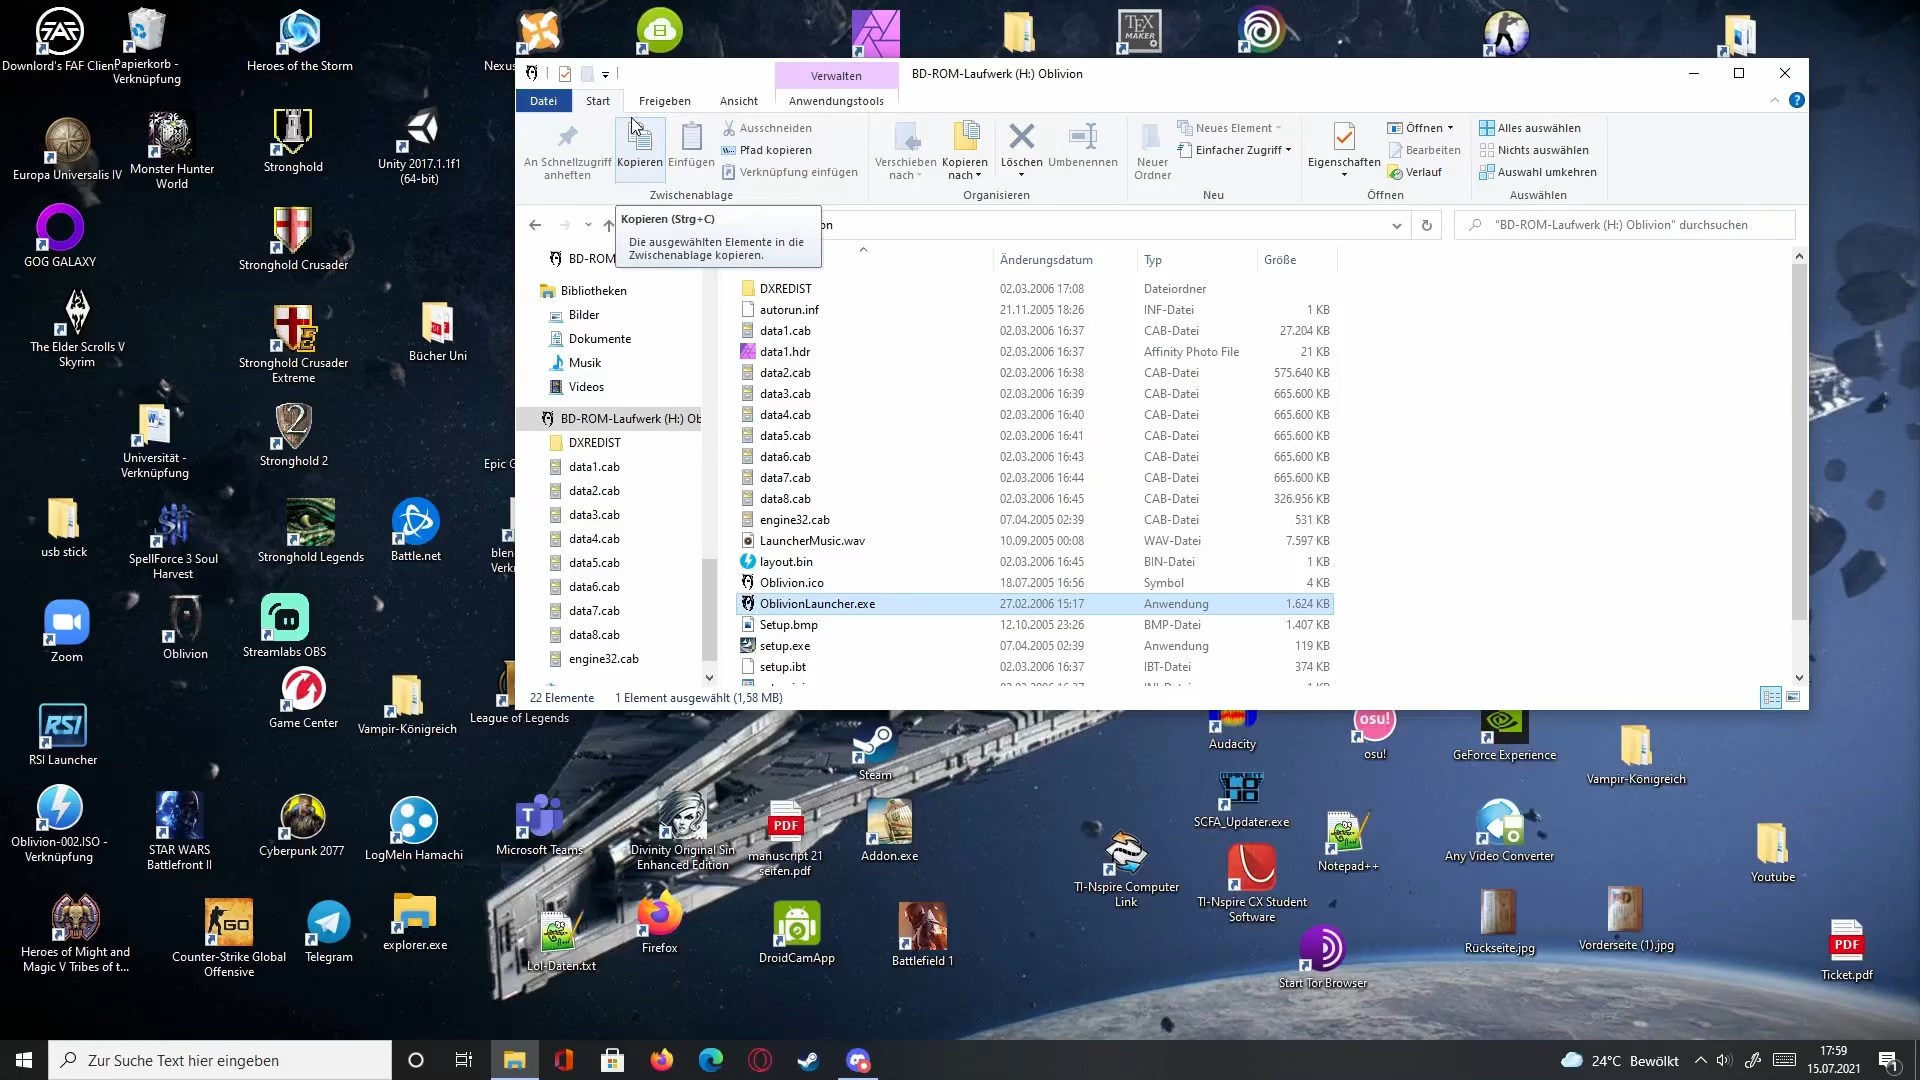 Downlord's FAF Client
Papierkorb -
Verknüpfung
Heroes of the Storm
Nexus
TEX
MAKER
Europa Universalis IV
Monster Hunter
World
Stronghold
Unity 2017.1.1f1
(64-bit)
GOG GALAXY
Stronghold Crusader
The Elder Scrolls V
Skyrim
Stronghold Crusader
Extreme
Bücher Uni
Universität -
Verknüpfung
Stronghold 2
Epic G
usb stick
SpellForce 3 Soul
Harvest
Stronghold Legends
Battle.net
blen
Verkn
Zoom
Oblivion
Streamlabs OBS
RSI
RSI Launcher
Game Center
Vampir-Königreich
League of Legends
Verwalten
BD-ROM-Laufwerk (H:) Oblivion
Datei
Start
Freigeben
Ansicht
Anwendungstools
An Schnellzugriff
anheften
Kopieren
Einfügen
Ausschneiden
Pfad kopieren
Verknüpfung einfügen
Zwischenablage
Verschieben
nach
Kopieren
nach
Löschen
Umbenennen
Organisieren
Neuer
Ordner
Neues Element
Einfacher Zugriff
Neu
Eigenschaften
Öffnen
Bearbeiten
Verlauf
Öffnen
Alles auswählen
Nichts auswählen
Auswahl umkehren
Auswählen
Kopieren (Strg+C)
Die ausgewählten Elemente in die
Zwischenablage kopieren.
on
"BD-ROM-Laufwerk (H:) Oblivion" durchsuchen
BD-ROM
Bibliotheken
Bilder
Dokumente
Musik
Videos
BD-ROM-Laufwerk (H:) Ob
DXREDIST
data1.cab
data2.cab
data3.cab
data4.cab
data5.cab
data6.cab
data7.cab
data8.cab
engine32.cab
Änderungsdatum Typ Größe
DXREDIST 02.03.2006 17:08 Dateiordner
autorun.inf 21.11.2005 18:26 INF-Datei 1 KB
data1.cab 02.03.2006 16:37 CAB-Datei 27.204 KB
data1.hdr 02.03.2006 16:37 Affinity Photo File 21 KB
data2.cab 02.03.2006 16:38 CAB-Datei 575.640 KB
data3.cab 02.03.2006 16:39 CAB-Datei 665.600 KB
data4.cab 02.03.2006 16:40 CAB-Datei 665.600 KB
data5.cab 02.03.2006 16:41 CAB-Datei 665.600 KB
data6.cab 02.03.2006 16:43 CAB-Datei 665.600 KB
data7.cab 02.03.2006 16:44 CAB-Datei 665.600 KB
data8.cab 02.03.2006 16:45 CAB-Datei 326.956 KB
engine32.cab 07.04.2005 02:39 CAB-Datei 531 KB
LauncherMusic.wav 10.09.2005 00:08 WAV-Datei 7.597 KB
layout.bin 02.03.2006 16:45 BIN-Datei 1 KB
Oblivion.ico 18.07.2005 16:56 Symbol 4 KB
OblivionLauncher.exe 27.02.2006 15:17 Anwendung 1.624 KB
Setup.bmp 12.10.2005 23:26 BMP-Datei 1.407 KB
setup.exe 07.04.2005 02:39 Anwendung 119 KB
setup.ibt 02.03.2006 16:37 IBT-Datei 374 KB
22 Elemente 1 Element ausgewählt (1,58 MB)
Steam
Audacity
osu!
osu!
GeForce Experience
Vampir-Königreich
Oblivion-002.ISO -
Verknüpfung
STAR WARS
Battlefront II
Cyberpunk 2077
LogMeIn Hamachi
Microsoft Teams
Divinity Original Sin
Enhanced Edition
PDF
manuscript 21
seiten.pdf
Addon.exe
SCFA_Updater.exe
TI-Nspire Computer
Link
TI-Nspire CX Student
Software
Notepad++
Any Video Converter
Youtube
Heroes of Might and
Magic V Tribes of t...
GO
Counter-Strike Global
Offensive
Telegram
explorer.exe
Lol-Daten.txt
Firefox
DroidCamApp
Battlefield 1
Start Tor Browser
Rückseite.jpg
Vorderseite (1).jpg
PDF
Ticket.pdf
Zur Suche Text hier eingeben
24°C Bewölkt
17:59
15.07.2021
1